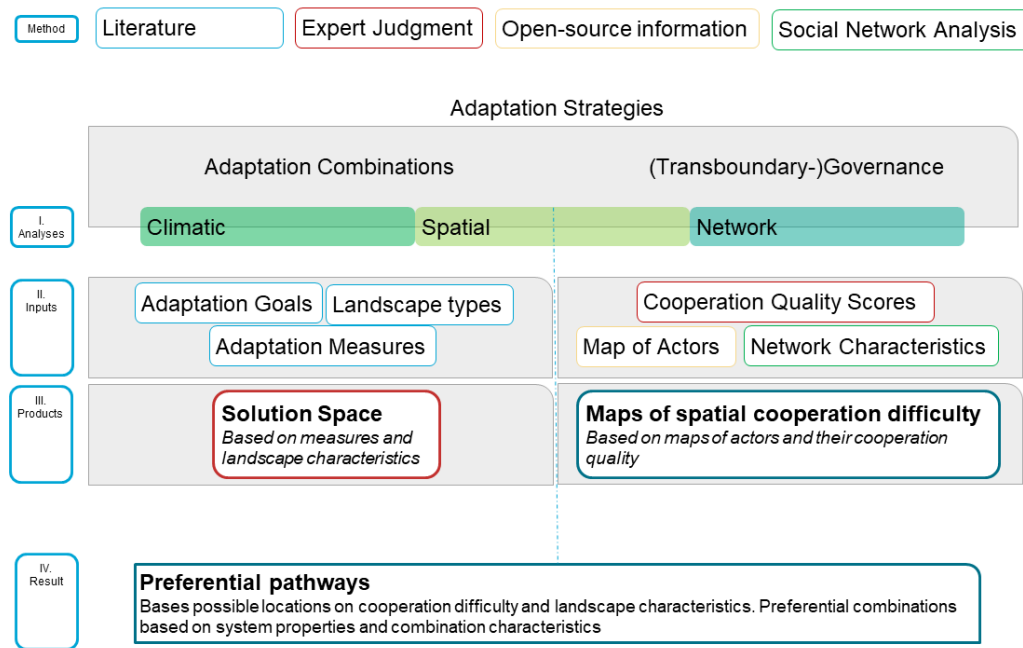 Method
Literature
Expert Judgment
Open-source information
Social Network Analysis
Adaptation Strategies
Adaptation Combinations
(Transboundary-)Governance
I.
Analyses
Climatic
Spatial
Network
II.
Inputs
Adaptation Goals
Landscape types
Adaptation Measures
Cooperation Quality Scores
Map of Actors
Network Characteristics
III.
Products
Solution Space
Based on measures and
landscape characteristics
Maps of spatial cooperation difficulty
Based on maps of actors and their cooperation
quality
IV.
Result
Preferential pathways
Bases possible locations on cooperation difficulty and landscape characteristics. Preferential combinations
based on system properties and combination characteristics